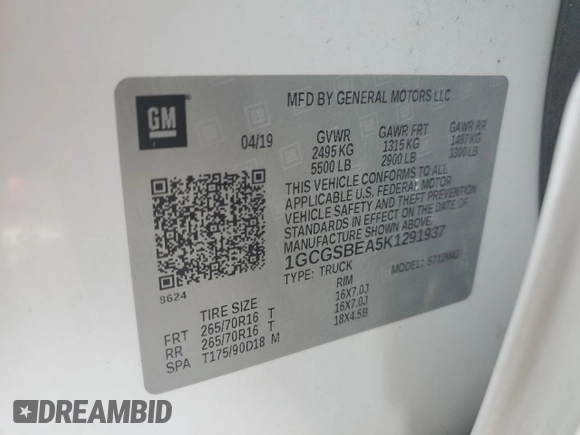 GM
MFD BY GENERAL MOTORS LLC
04/19 GVWR GAWR FRT GAWR RR
2495 KG 1315 KG 1497 KG
5500 LB 2900 LB 3300 LB
THIS VEHICLE CONFORMS TO ALL
APPLICABLE U.S. FEDERAL MOTOR
VEHICLE SAFETY AND THEFT PREVENTION
STANDARDS IN EFFECT ON THE DATE OF
MANUFACTURE SHOWN ABOVE.
1GCGSBEA5K1291937
TYPE: TRUCK MODEL:
8624
TIRE SIZE RIM
FRT 265/70R16 T 16X7.0J
RR 265/70R16 T 16X7.0J
SPA T175/90D18 M 18X4.5B
DREAMBID